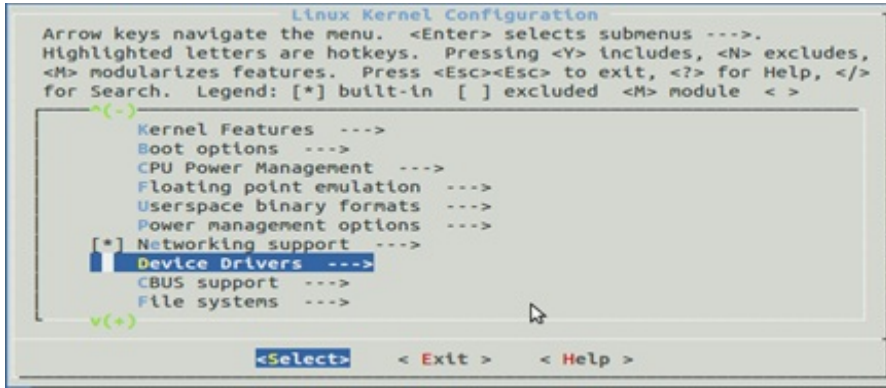 Linux Kernel Configuration
Arrow keys navigate the menu.  <Enter> selects submenus --->.
Highlighted letters are hotkeys.  Pressing <Y> includes, <N> excludes,
<M> modularizes features.  Press <Esc><Esc> to exit, <?> for Help, </>
for Search.  Legend: [*] built-in  [ ] excluded  <M> module  < >
^(-)
Kernel Features  --->
Boot options  --->
CPU Power Management  --->
Floating point emulation  --->
Userspace binary formats  --->
Power management options  --->
[*] Networking support  --->
Device Drivers  --->
CBUS support  --->
File systems  --->
v(+)
<Select>    < Exit >    < Help >